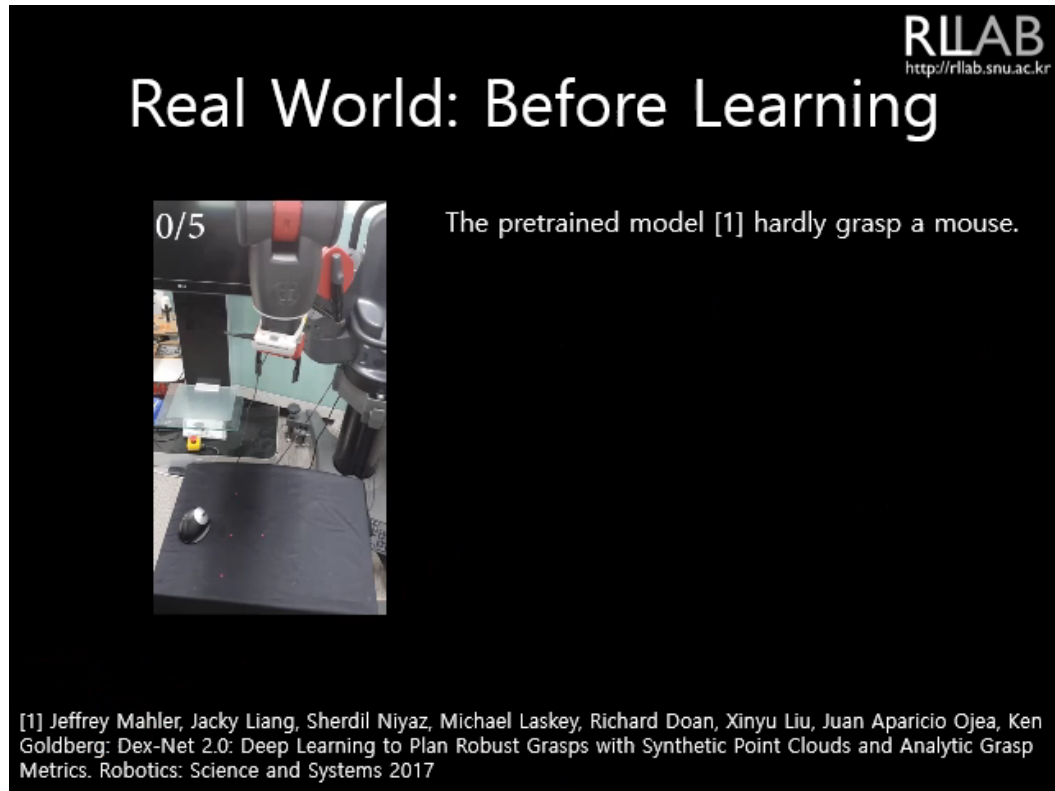 RLLAB
http://rllab.snu.ac.kr
Real World: Before Learning
0/5
The pretrained model [1] hardly grasp a mouse.
[1] Jeffrey Mahler, Jacky Liang, Sherdil Niyaz, Michael Laskey, Richard Doan, Xinyu Liu, Juan Aparicio Ojea, Ken
Goldberg: Dex-Net 2.0: Deep Learning to Plan Robust Grasps with Synthetic Point Clouds and Analytic Grasp
Metrics. Robotics: Science and Systems 2017